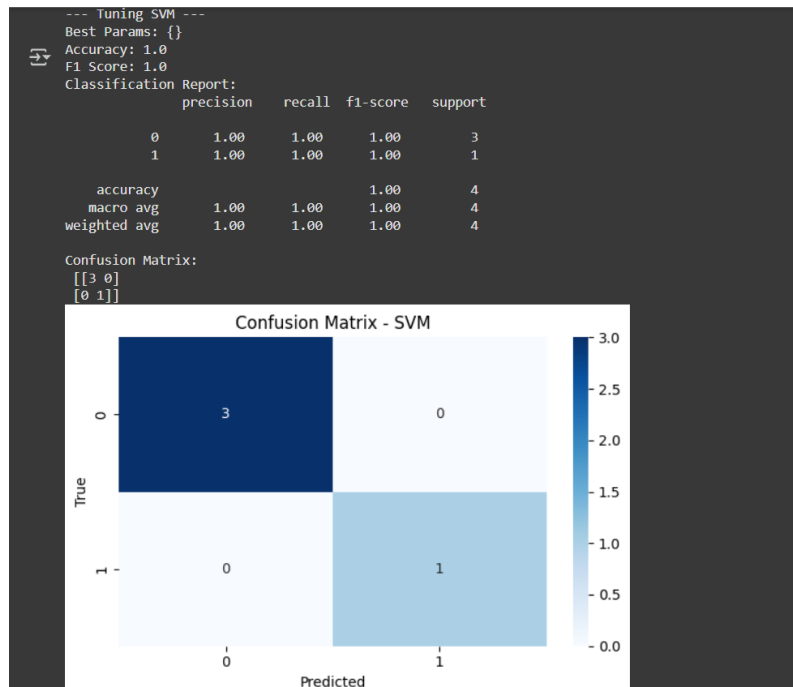 --- Tuning SVM ---
Best Params: {}
Accuracy: 1.0
F1 Score: 1.0
Classification Report:
precision recall f1-score support
0 1.00 1.00 1.00 3
1 1.00 1.00 1.00 1
accuracy 1.00 4
macro avg 1.00 1.00 1.00 4
weighted avg 1.00 1.00 1.00 4
Confusion Matrix:
[[3 0]
[0 1]]
Confusion Matrix - SVM
3.0
2.5
2.0
1.5
1.0
0.5
0.0
True
0
3 0
1
0 1
0 1
Predicted